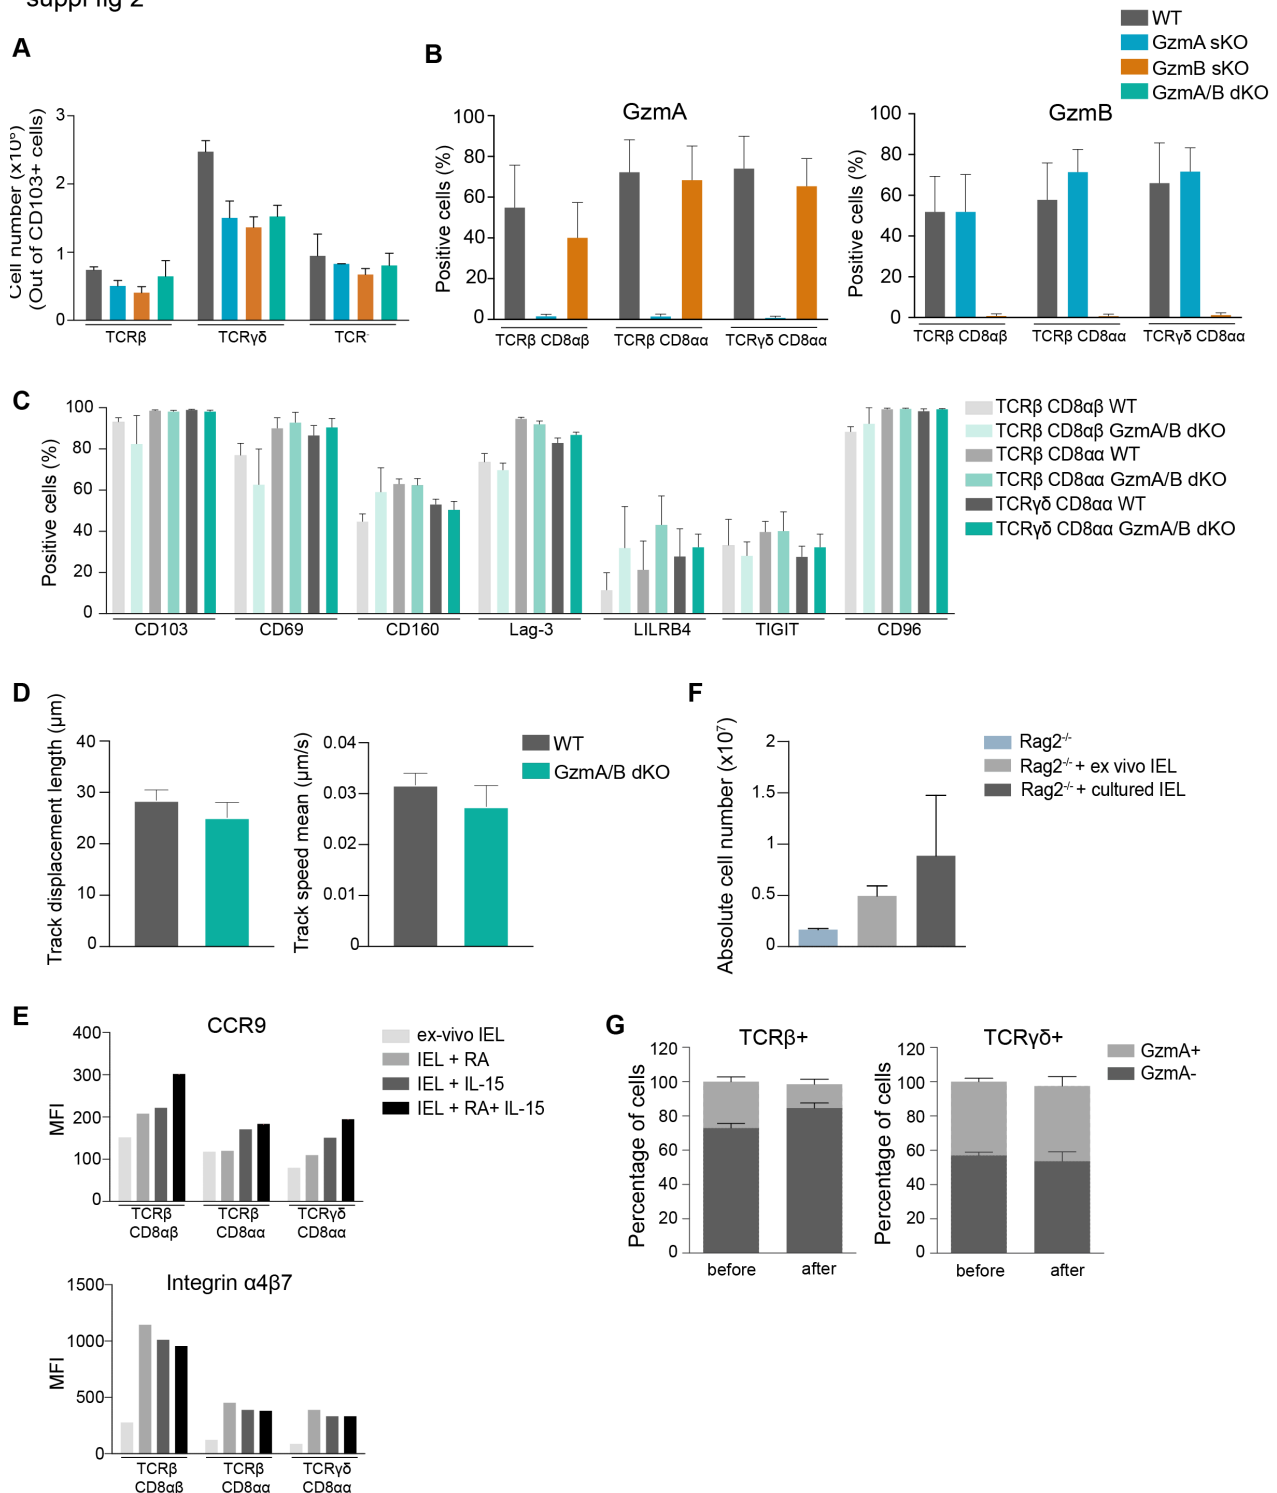 suppl fig 2
WT
GzmA sKO
GzmB sKO
GzmA/B dKO
A
Cell number (x10⁶)
(Out of CD103+ cells)
3
2
1
0
TCRβ
TCRγδ
TCR⁻
B
GzmA
Positive cells (%)
100
80
60
40
20
0
TCRβ CD8αβ
TCRβ CD8αα
TCRγδ CD8αα
GzmB
Positive cells (%)
100
80
60
40
20
0
TCRβ CD8αβ
TCRβ CD8αα
TCRγδ CD8αα
C
Positive cells (%)
100
80
60
40
20
0
CD103
CD69
CD160
Lag-3
LILRB4
TIGIT
CD96
TCRβ CD8αβ WT
TCRβ CD8αβ GzmA/B dKO
TCRβ CD8αα WT
TCRβ CD8αα GzmA/B dKO
TCRγδ CD8αα WT
TCRγδ CD8αα GzmA/B dKO
D
Track displacement length (μm)
40
30
20
10
0
Track speed mean (μm/s)
0.04
0.03
0.02
0.01
0
WT
GzmA/B dKO
F
Absolute cell number (x10⁷)
2
1.5
1
0.5
0
Rag2⁻/⁻
Rag2⁻/⁻ + ex vivo IEL
Rag2⁻/⁻ + cultured IEL
E
CCR9
MFI
400
300
200
100
0
TCRβ
CD8αβ
TCRβ
CD8αα
TCRγδ
CD8αα
ex-vivo IEL
IEL + RA
IEL + IL-15
IEL + RA+ IL-15
Integrin α4β7
MFI
1500
1000
500
0
TCRβ
CD8αß
TCRβ
CD8αα
TCRγδ
CD8αα
G
TCRβ+
Percentage of cells
120
100
80
60
40
20
0
before
after
TCRγδ+
Percentage of cells
120
100
80
60
40
20
0
before
after
GzmA+
GzmA-